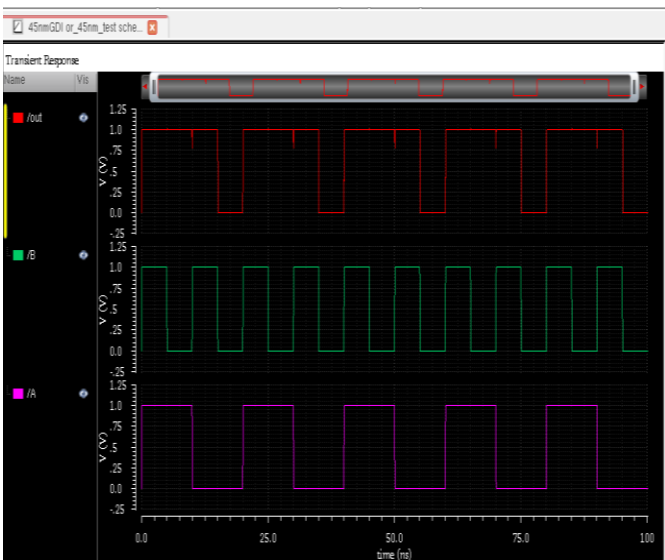 45nmGDI or_45nm_test sche...
Transient Response
Name Vis
/out
1.25
1.0
.75
.5
.25
0.0
-.25
V (V)
/B
1.25
1.0
.75
.5
.25
0.0
-.25
V (V)
/A
1.25
1.0
.75
.5
.25
0.0
-.25
V (V)
0.0 25.0 50.0 75.0 100
time (ns)